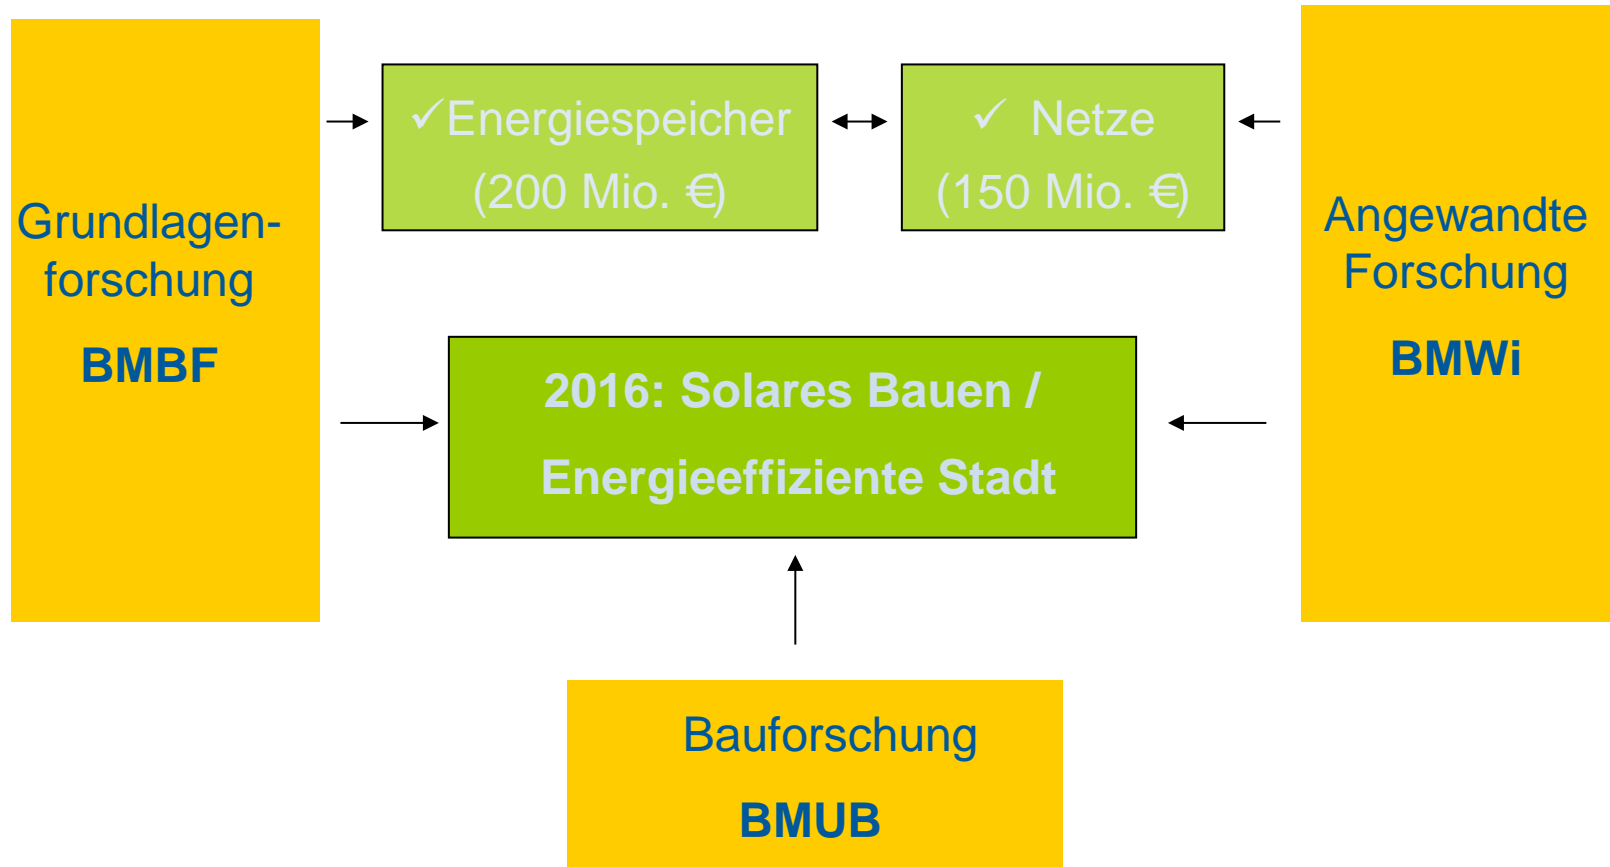 Grundlagen-
forschung
BMBF
✓Energiespeicher
(200 Mio. €)
✓ Netze
(150 Mio. €)
Angewandte
Forschung
BMWi
2016: Solares Bauen /
Energieeffiziente Stadt
Bauforschung
BMUB